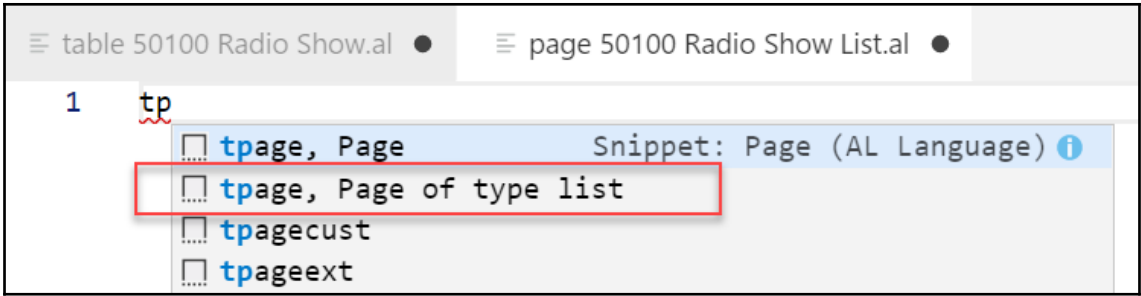 table 50100 Radio Show.al page 50100 Radio Show List.al
1 tp
tpage, Page Snippet: Page (AL Language)
tpage, Page of type list
tpagecust
tpageext